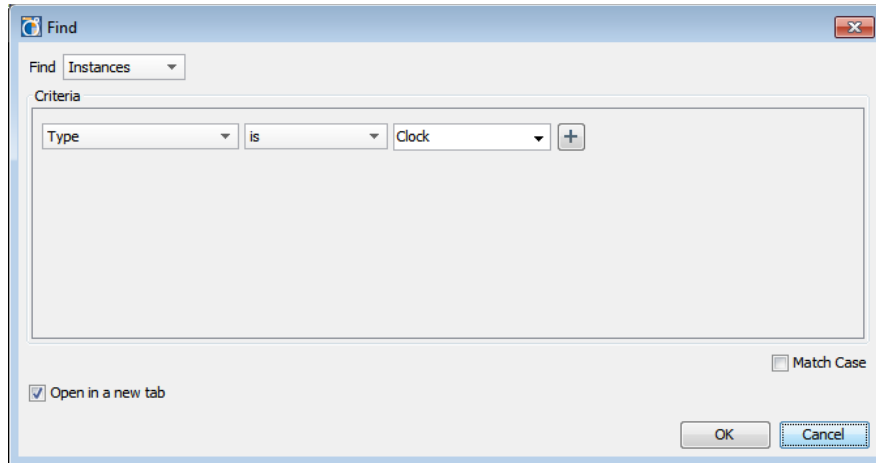 Find
Find Instances
Criteria
Type is Clock +
Match Case
Open in a new tab
OK Cancel